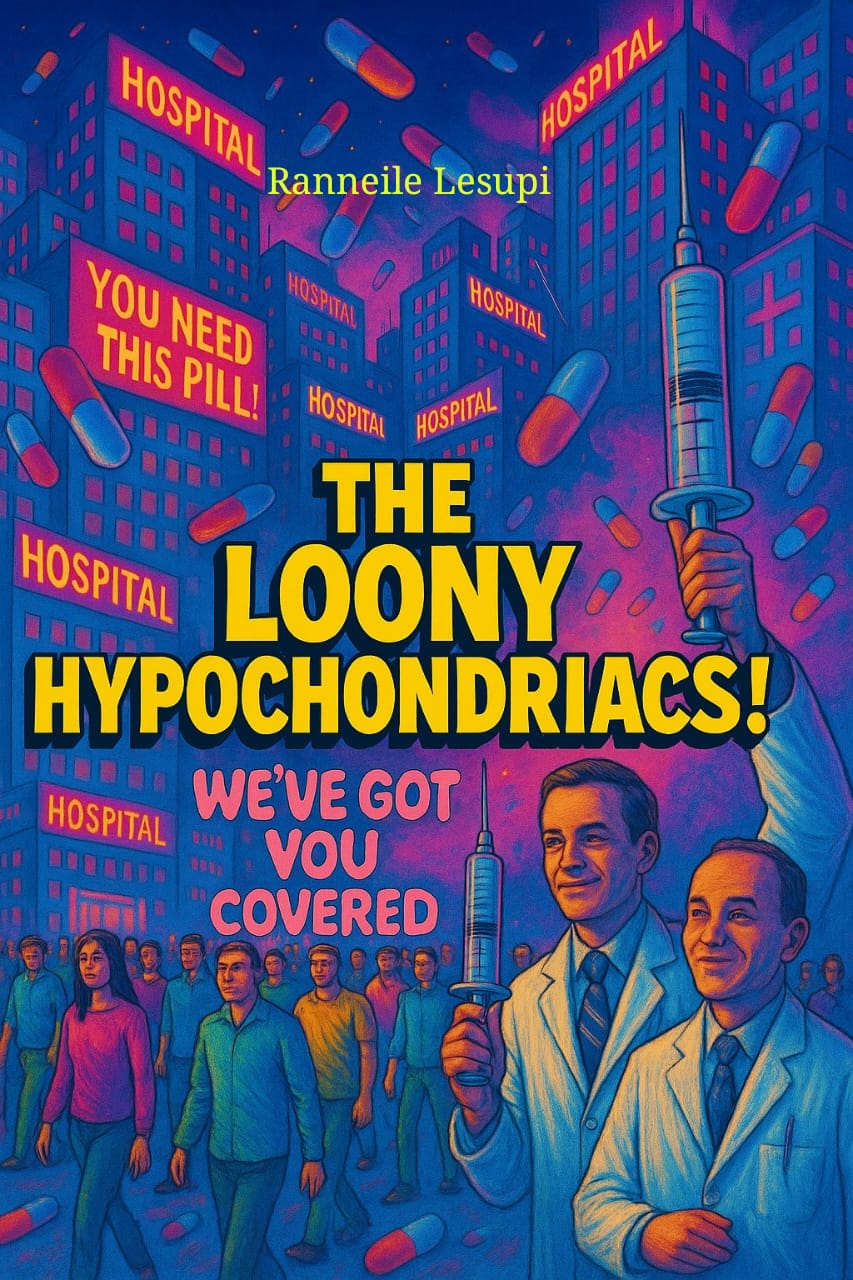 HOSPITAL
HOSPITAL
Ranneile Lesupi
YOU NEED
THIS PILL!
HOSPITAL
HOSPITAL
HOSPITAL
HOSPITAL
THE
LOONY
HYPOCHONDRIACS!
HOSPITAL
WE'VE GOT
VOU
COVERED
HOSPITAL